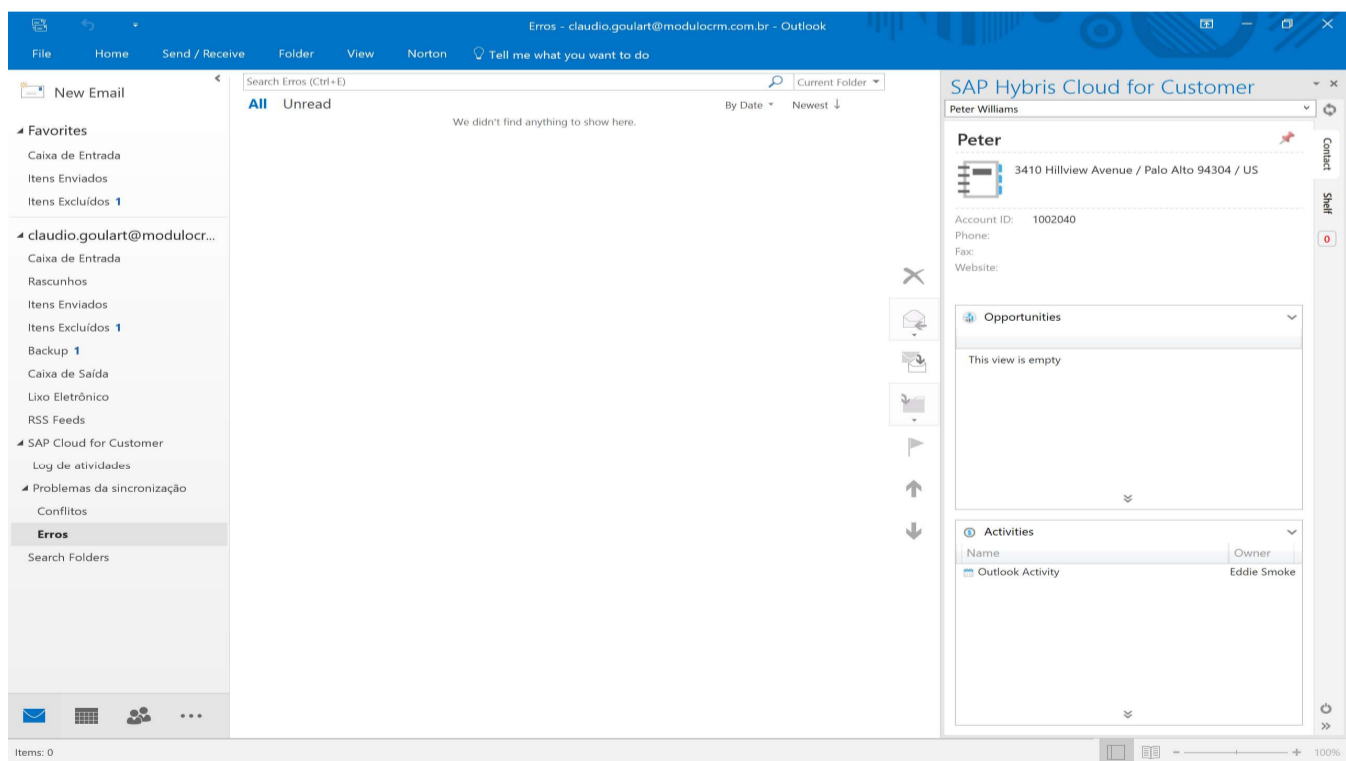 Erros - claudio.goulart@modulocrm.com.br - Outlook
File Home Send / Receive Folder View Norton Tell me what you want to do
New Email
Favorites
Caixa de Entrada
Itens Enviados
Itens Excluídos 1
claudio.goulart@modulocr...
Caixa de Entrada
Rascunhos
Itens Enviados
Itens Excluídos 1
Backup 1
Caixa de Saída
Lixo Eletrônico
RSS Feeds
SAP Cloud for Customer
Log de atividades
Problemas da sincronização
Conflitos
Erros
Search Folders
Search Erros (Ctrl+E) Current Folder
All Unread By Date Newest ↓
We didn't find anything to show here.
SAP Hybris Cloud for Customer
Peter Williams
Peter
3410 Hillview Avenue / Palo Alto 94304 / US
Account ID: 1002040
Phone:
Fax:
Website:
Opportunities
This view is empty
Activities
Name Owner
Outlook Activity Eddie Smoke
Contact
Shelf
0
Items: 0
100%